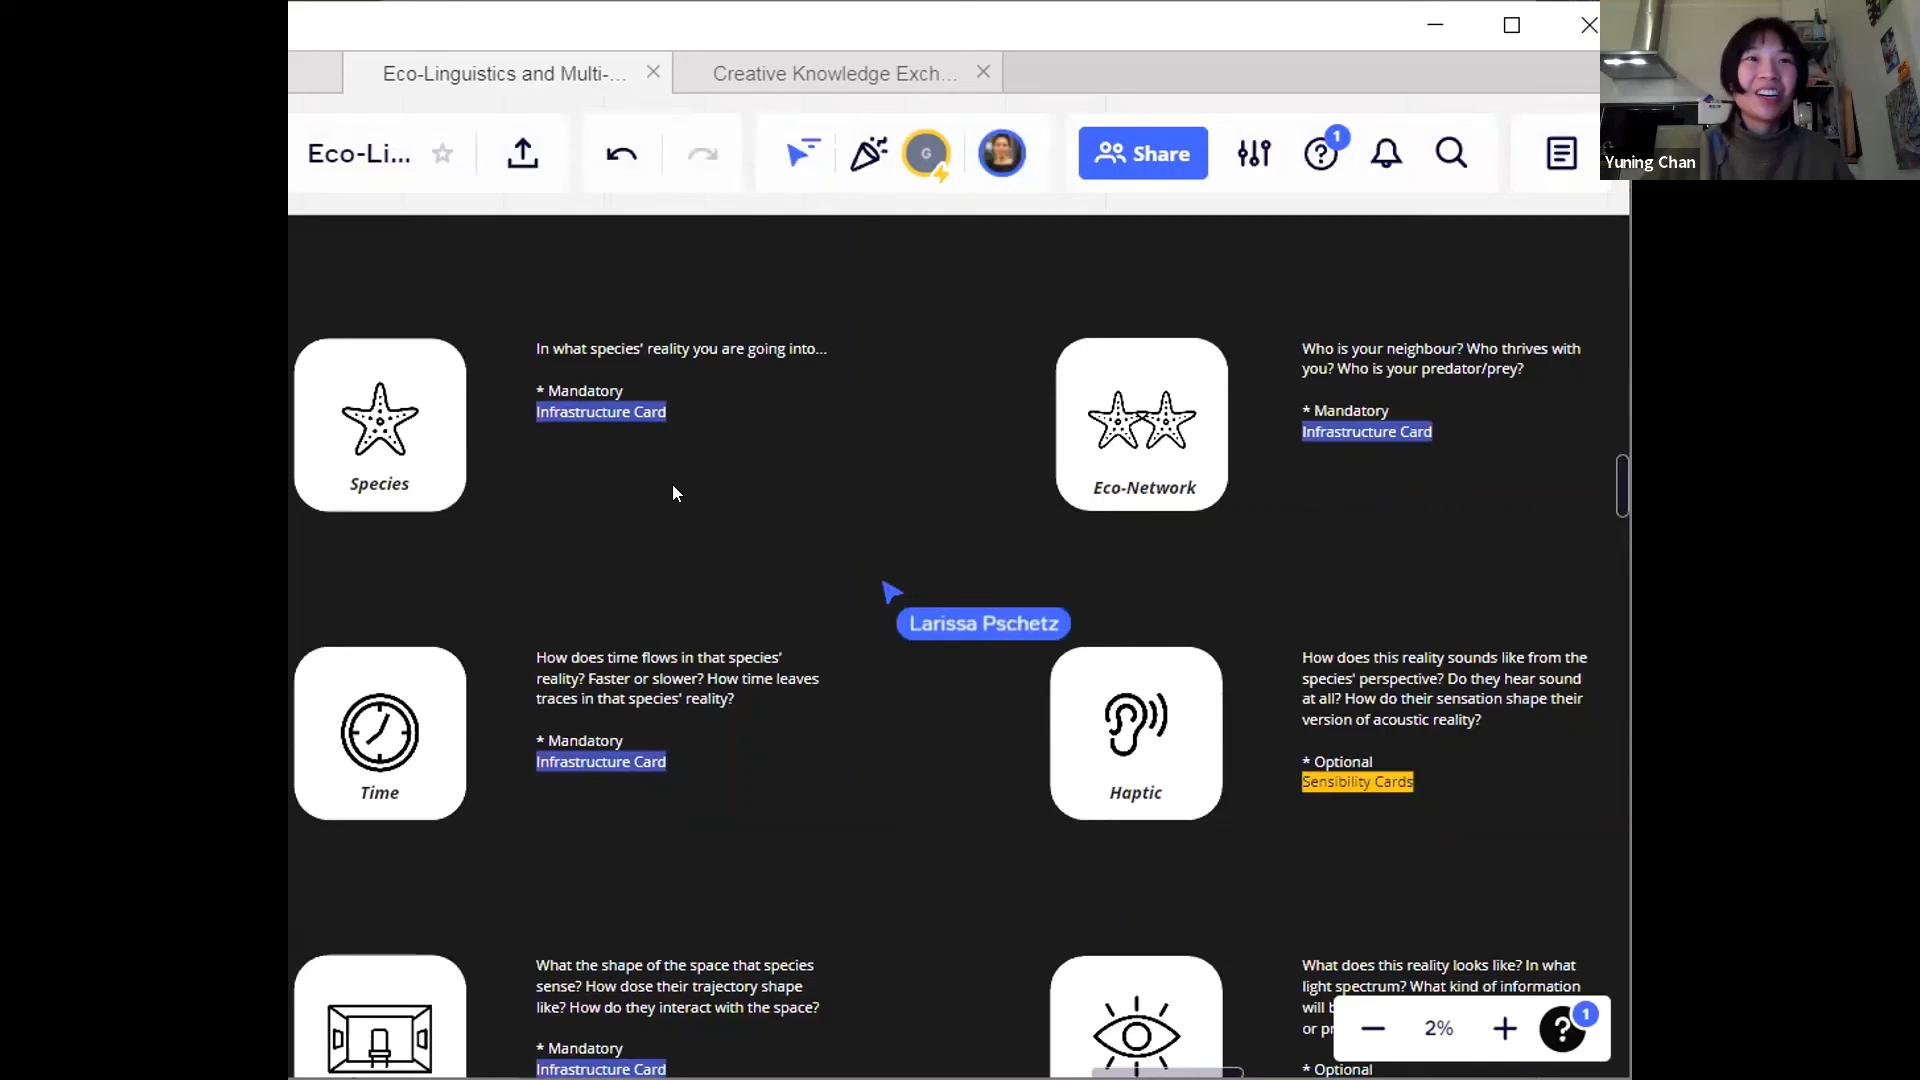 Eco-Linguistics and Multi-...
Creative Knowledge Exch...
Eco-Li...
G
Share
1
Yuning Chan
In what species' reality you are going into...
* Mandatory
Infrastructure Card
Species
Who is your neighbour? Who thrives with
you? Who is your predator/prey?
* Mandatory
Infrastructure Card
Eco-Network
Larissa Pschetz
How does time flows in that species'
reality? Faster or slower? How time leaves
traces in that species' reality?
* Mandatory
Infrastructure Card
Time
How does this reality sounds like from the
species' perspective? Do they hear sound
at all? How do their sensation shape their
version of acoustic reality?
* Optional
Sensibility Cards
Haptic
What the shape of the space that species
sense? How dose their trajectory shape
like? How do they interact with the space?
* Mandatory
Infrastructure Card
What does this reality looks like? In what
light spectrum? What kind of information
will
or
* Optional
2%
1